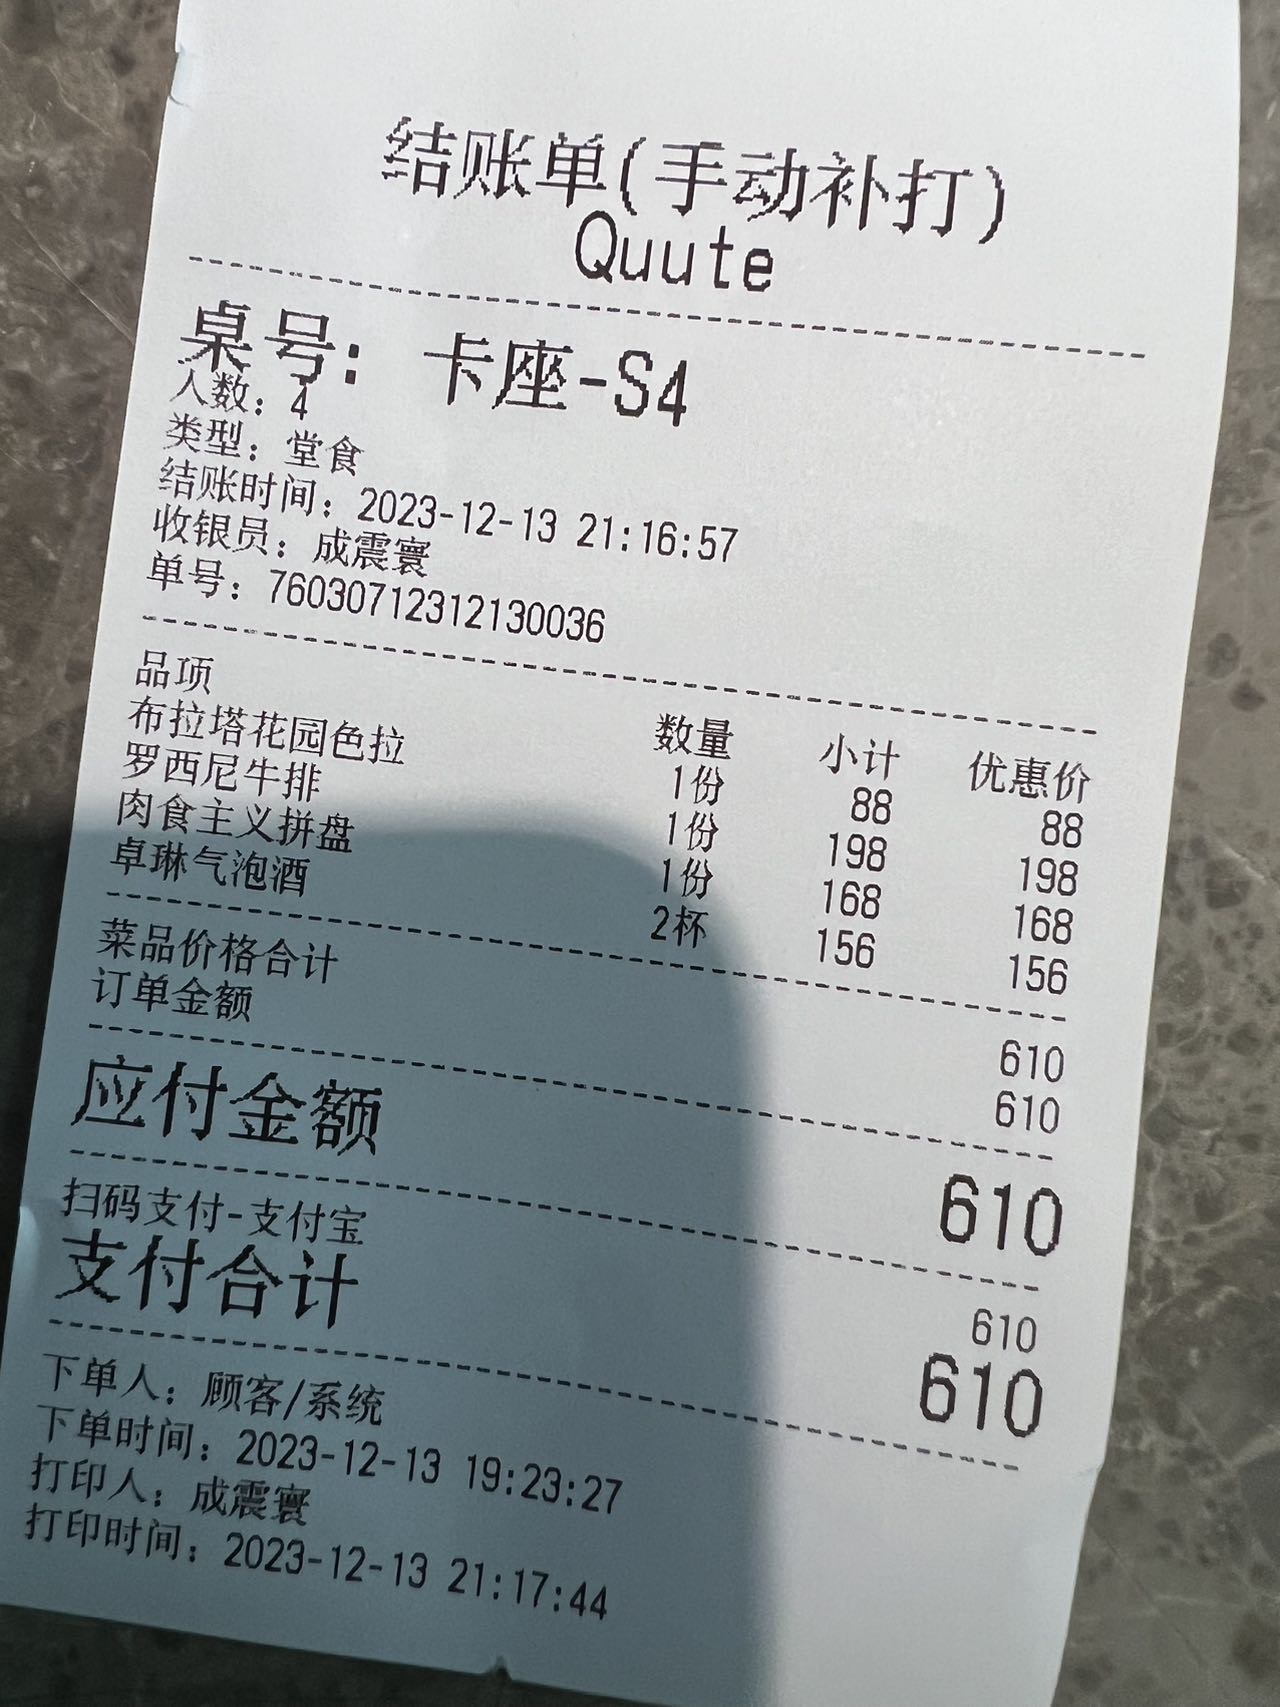 结账单(手动补打)
Quute
桌号: 卡座-S4
人数: 4
类型: 堂食
结账时间: 2023-12-13 21:16:57
收银员: 成震寰
单号: 76030712312130036
品项 数量 小计 优惠价
布拉塔花园色拉 1份 88 88
罗西尼牛排 1份 198 198
肉食主义拼盘 1份 168 168
卓琳气泡酒 2杯 156 156
菜品价格合计 610
订单金额 610
应付金额 610
扫码支付-支付宝 610
支付合计 610
下单人: 顾客/系统
下单时间: 2023-12-13 19:23:27
打印人: 成震寰
打印时间: 2023-12-13 21:17:44